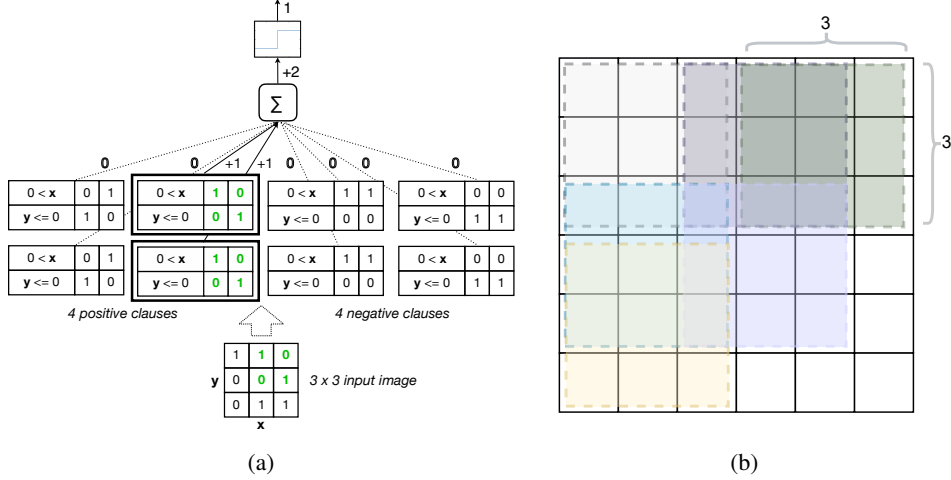 1
+2
Σ
0 0 +1 +1 0 0 0 0
0 < x 0 1 0 < x 1 0 0 < x 1 1 0 < x 0 0
y <= 0 1 0 y <= 0 0 1 y <= 0 0 0 y <= 0 1 1
0 < x 0 1 0 < x 1 0 0 < x 1 1 0 < x 0 0
y <= 0 1 0 y <= 0 0 1 y <= 0 0 0 y <= 0 1 1
4 positive clauses 4 negative clauses
1 1 0
y 0 0 1 3 x 3 input image
0 1 1
x
(a)
3
3
(b)